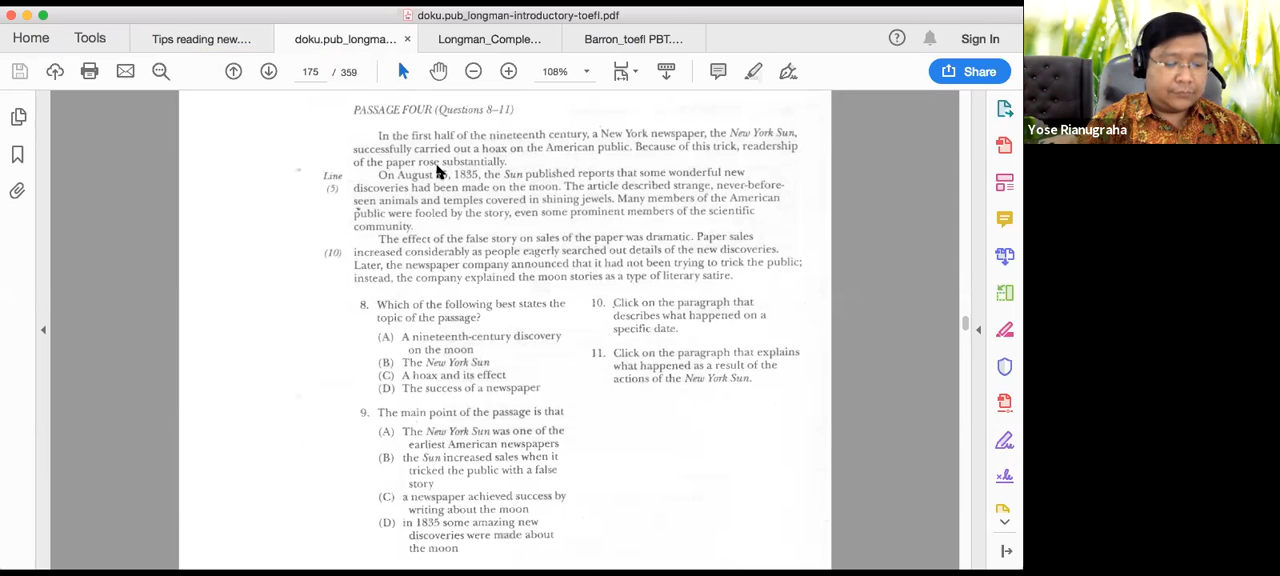 doku.pub_longman-introductory-toefl.pdf
Home
Tools
Tips reading new....
doku.pub_longma...
×
Longman_Comple...
Barron_toefl PBT....
Sign In
175 / 359
108%
Share
Yose Rianugraha
PASSAGE FOUR (Questions 8–11)
In the first half of the nineteenth century, a New York newspaper, the New York Sun,
successfully carried out a hoax on the American public. Because of this trick, readership
of the paper rose substantially.
Line
On August 25, 1835, the Sun published reports that some wonderful new
(5)
discoveries had been made on the moon. The article described strange, never-before-
seen animals and temples covered in shining jewels. Many members of the American
public were fooled by the story, even some prominent members of the scientific
community.
The effect of the false story on sales of the paper was dramatic. Paper sales
(10)
increased considerably as people eagerly searched out details of the new discoveries.
Later, the newspaper company announced that it had not been trying to trick the public;
instead, the company explained the moon stories as a type of literary satire.
8. Which of the following best states the
topic of the passage?
(A) A nineteenth-century discovery
on the moon
(B) The New York Sun
(C) A hoax and its effect
(D) The success of a newspaper
9. The main point of the passage is that
(A) The New York Sun was one of the
earliest American newspapers
(B) the Sun increased sales when it
tricked the public with a false
story
(C) a newspaper achieved success by
writing about the moon
(D) in 1835 some amazing new
discoveries were made about
the moon
10. Click on the paragraph that
describes what happened on a
specific date.
11. Click on the paragraph that explains
what happened as a result of the
actions of the New York Sun.